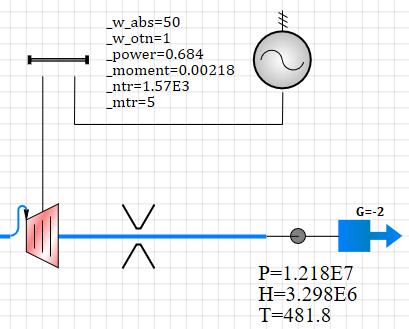 _w_abs=50
_w_otn=1
_power=0.684
_moment=0.00218
_ntr=1.57E3
_mtr=5
G=-2
P=1.218E7
H=3.298E6
T=481.8